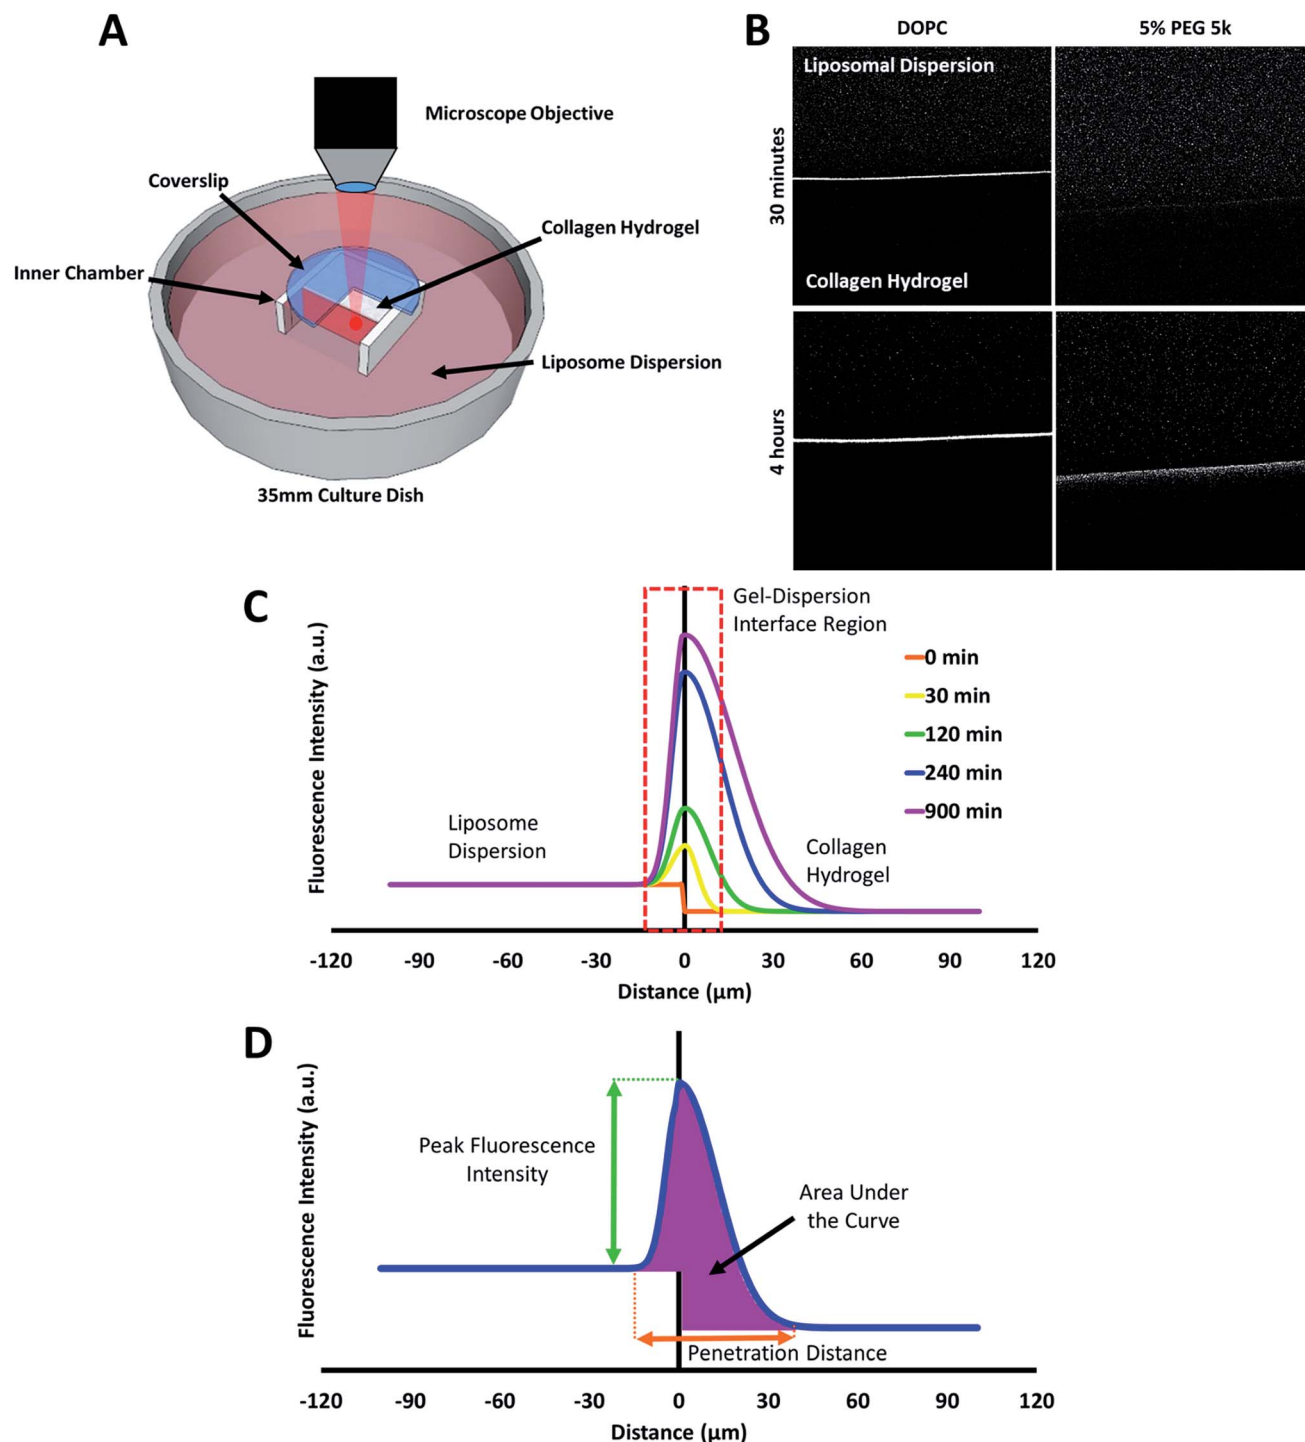 A
Microscope Objective
Coverslip
Collagen Hydrogel
Inner Chamber
Liposome Dispersion
35mm Culture Dish
B
DOPC
5% PEG 5k
30 minutes
Liposomal Dispersion
Collagen Hydrogel
4 hours
C
Fluorescence Intensity (a.u.)
Gel-Dispersion
Interface Region
0 min
30 min
120 min
240 min
900 min
Liposome
Dispersion
Collagen
Hydrogel
-120 -90 -60 -30 0 30 60 90 120
Distance (µm)
D
Fluorescence Intensity (a.u.)
Peak Fluorescence
Intensity
Area Under
the Curve
Penetration Distance
-120 -90 -60 -30 0 30 60 90 120
Distance (µm)